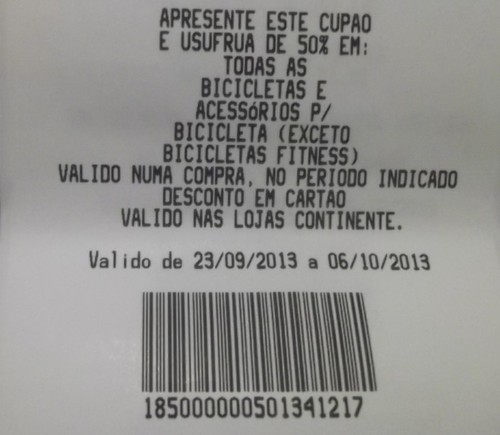 APRESENTE ESTE CUPAO
E USUFRUA DE 50% EM:
TODAS AS
BICICLETAS E
ACESSóRIOS P/
BICICLETA (EXCETO
BICICLETAS FITNESS)
VALIDO NUMA COMPRA, NO PERIODO INDICADO
DESCONTO EM CARTAO
VALIDO NAS LOJAS CONTINENTE.
Valido de 23/09/2013 a 06/10/2013
1850000000501341217